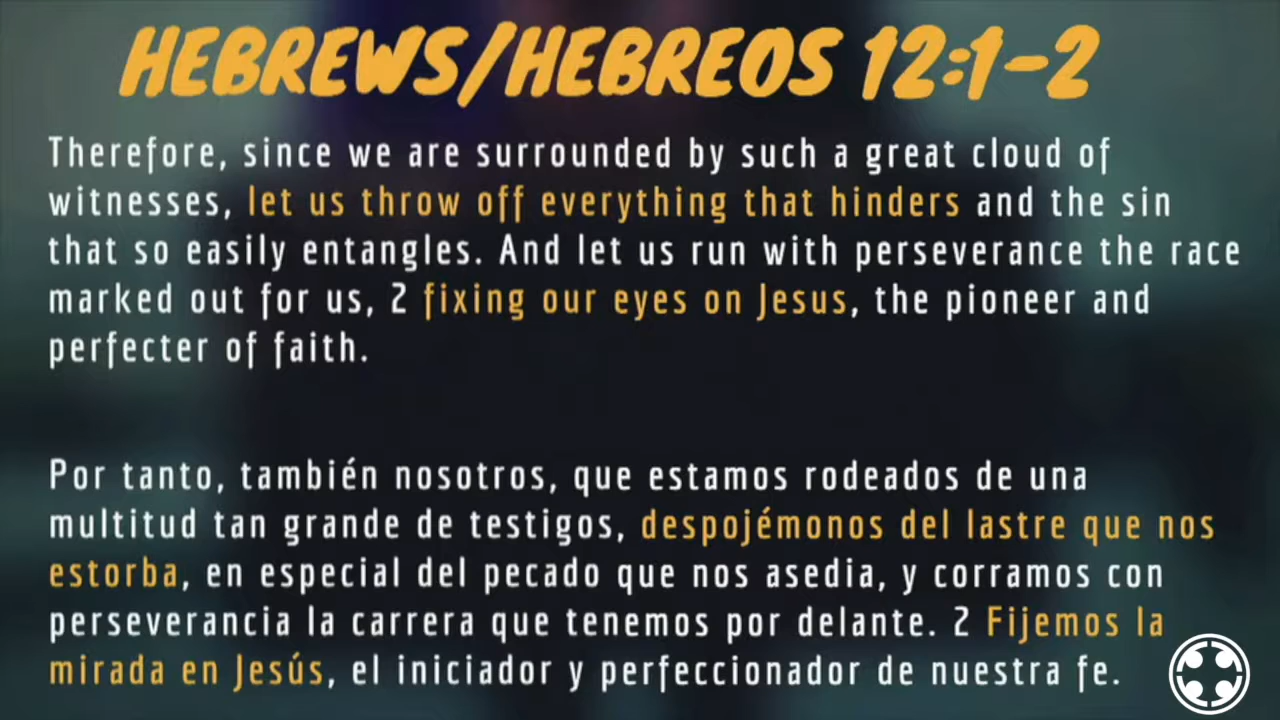 HEBREWS/HEBREOS 12:1-2
Therefore, since we are surrounded by such a great cloud of
witnesses, let us throw off everything that hinders and the sin
that so easily entangles. And let us run with perseverance the race
marked out for us, 2 fixing our eyes on Jesus, the pioneer and
perfecter of faith.
Por tanto, también nosotros, que estamos rodeados de una
multitud tan grande de testigos, despojémonos del lastre que nos
estorba, en especial del pecado que nos asedia, y corramos con
perseverancia la carrera que tenemos por delante. 2 Fijemos la
mirada en Jesús, el iniciador y perfeccionador de nuestra fe.